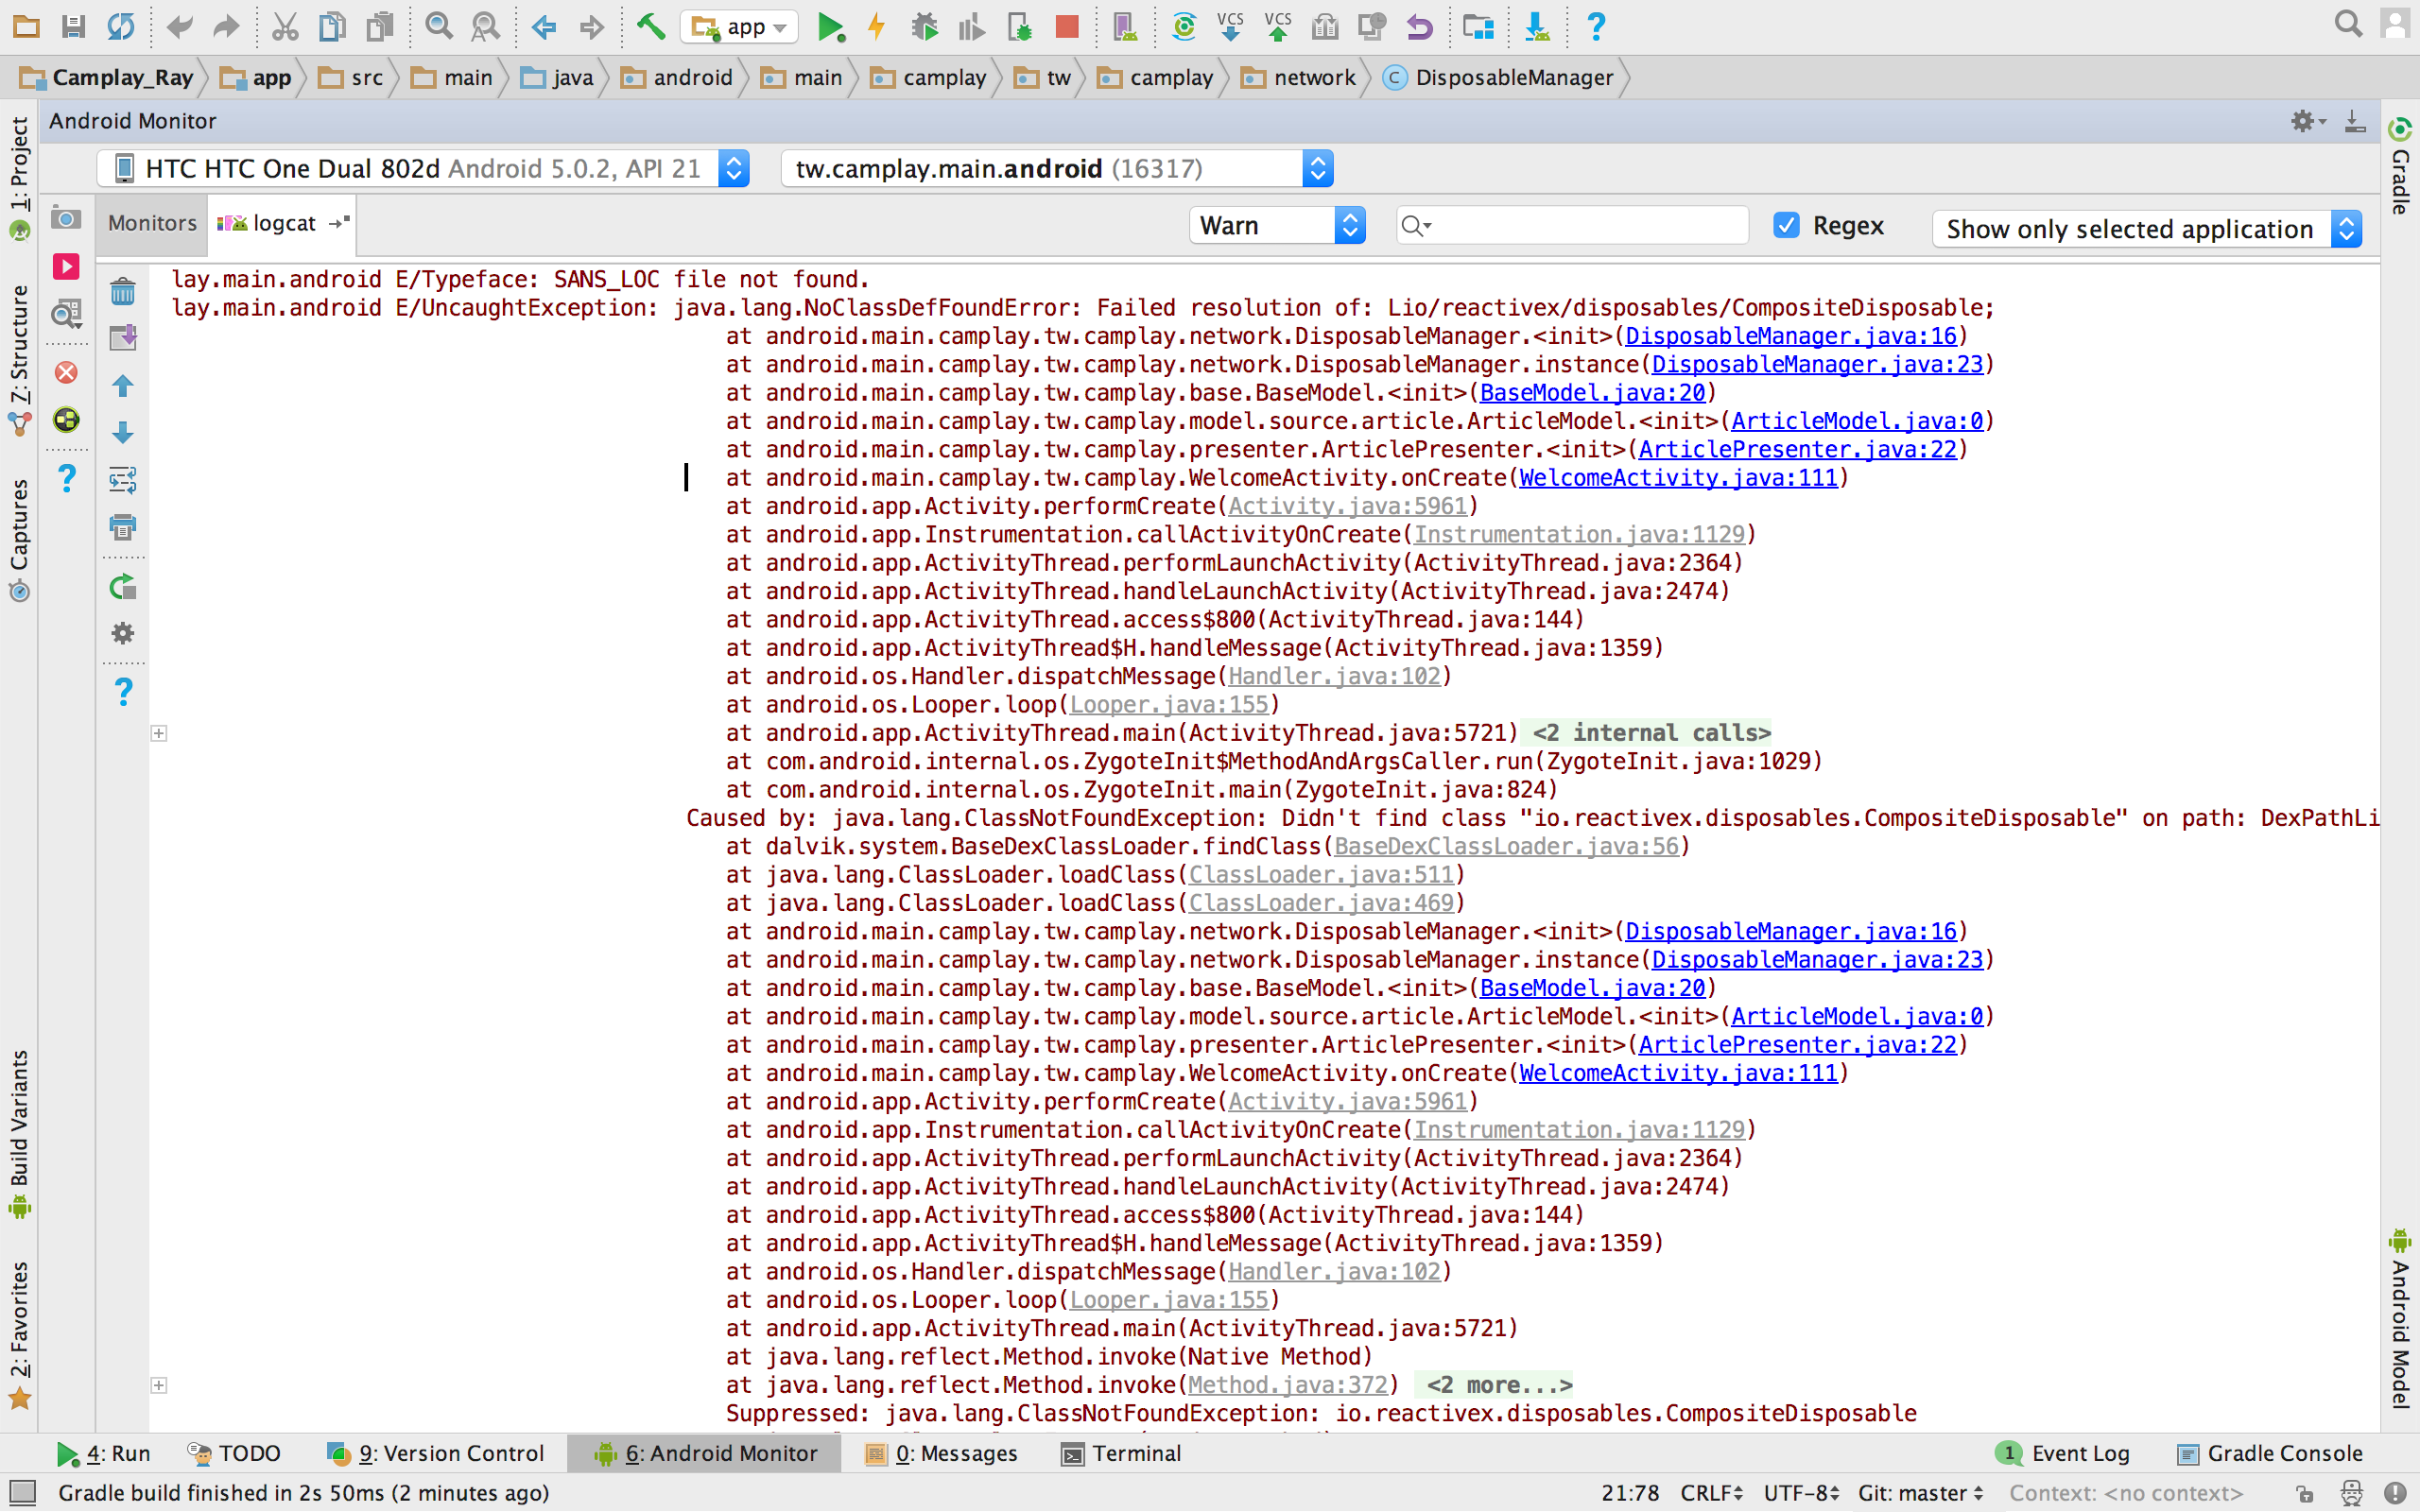 app
VCS
VCS
Camplay_Ray
app
src
main
java
android
main
camplay
tw
camplay
network
DisposableManager
Android Monitor
HTC HTC One Dual 802d Android 5.0.2, API 21
tw.camplay.main.android (16317)
Monitors
logcat
Warn
Regex
Show only selected application
lay.main.android E/Typeface: SANS_LOC file not found.
lay.main.android E/UncaughtException: java.lang.NoClassDefFoundError: Failed resolution of: Lio/reactivex/disposables/CompositeDisposable;
at android.main.camplay.tw.camplay.network.DisposableManager.<init>(DisposableManager.java:16)
at android.main.camplay.tw.camplay.network.DisposableManager.instance(DisposableManager.java:23)
at android.main.camplay.tw.camplay.base.BaseModel.<init>(BaseModel.java:20)
at android.main.camplay.tw.camplay.model.source.article.ArticleModel.<init>(ArticleModel.java:0)
at android.main.camplay.tw.camplay.presenter.ArticlePresenter.<init>(ArticlePresenter.java:22)
at android.main.camplay.tw.camplay.WelcomeActivity.onCreate(WelcomeActivity.java:111)
at android.app.Activity.performCreate(Activity.java:5961)
at android.app.Instrumentation.callActivityOnCreate(Instrumentation.java:1129)
at android.app.ActivityThread.performLaunchActivity(ActivityThread.java:2364)
at android.app.ActivityThread.handleLaunchActivity(ActivityThread.java:2474)
at android.app.ActivityThread.access$800(ActivityThread.java:144)
at android.app.ActivityThread$H.handleMessage(ActivityThread.java:1359)
at android.os.Handler.dispatchMessage(Handler.java:102)
at android.os.Looper.loop(Looper.java:155)
at android.app.ActivityThread.main(ActivityThread.java:5721) <2 internal calls>
at com.android.internal.os.ZygoteInit$MethodAndArgsCaller.run(ZygoteInit.java:1029)
at com.android.internal.os.ZygoteInit.main(ZygoteInit.java:824)
Caused by: java.lang.ClassNotFoundException: Didn't find class "io.reactivex.disposables.CompositeDisposable" on path: DexPathLi
at dalvik.system.BaseDexClassLoader.findClass(BaseDexClassLoader.java:56)
at java.lang.ClassLoader.loadClass(ClassLoader.java:511)
at java.lang.ClassLoader.loadClass(ClassLoader.java:469)
at android.main.camplay.tw.camplay.network.DisposableManager.<init>(DisposableManager.java:16)
at android.main.camplay.tw.camplay.network.DisposableManager.instance(DisposableManager.java:23)
at android.main.camplay.tw.camplay.base.BaseModel.<init>(BaseModel.java:20)
at android.main.camplay.tw.camplay.model.source.article.ArticleModel.<init>(ArticleModel.java:0)
at android.main.camplay.tw.camplay.presenter.ArticlePresenter.<init>(ArticlePresenter.java:22)
at android.main.camplay.tw.camplay.WelcomeActivity.onCreate(WelcomeActivity.java:111)
at android.app.Activity.performCreate(Activity.java:5961)
at android.app.Instrumentation.callActivityOnCreate(Instrumentation.java:1129)
at android.app.ActivityThread.performLaunchActivity(ActivityThread.java:2364)
at android.app.ActivityThread.handleLaunchActivity(ActivityThread.java:2474)
at android.app.ActivityThread.access$800(ActivityThread.java:144)
at android.app.ActivityThread$H.handleMessage(ActivityThread.java:1359)
at android.os.Handler.dispatchMessage(Handler.java:102)
at android.os.Looper.loop(Looper.java:155)
at android.app.ActivityThread.main(ActivityThread.java:5721)
at java.lang.reflect.Method.invoke(Native Method)
at java.lang.reflect.Method.invoke(Method.java:372) <2 more...>
Suppressed: java.lang.ClassNotFoundException: io.reactivex.disposables.CompositeDisposable
1: Project
7: Structure
Captures
Build Variants
2: Favorites
Gradle
Android Model
4: Run
TODO
9: Version Control
6: Android Monitor
0: Messages
Terminal
1 Event Log
Gradle Console
Gradle build finished in 2s 50ms (2 minutes ago)
21:78
CRLF
UTF-8
Git: master
Context: <no context>